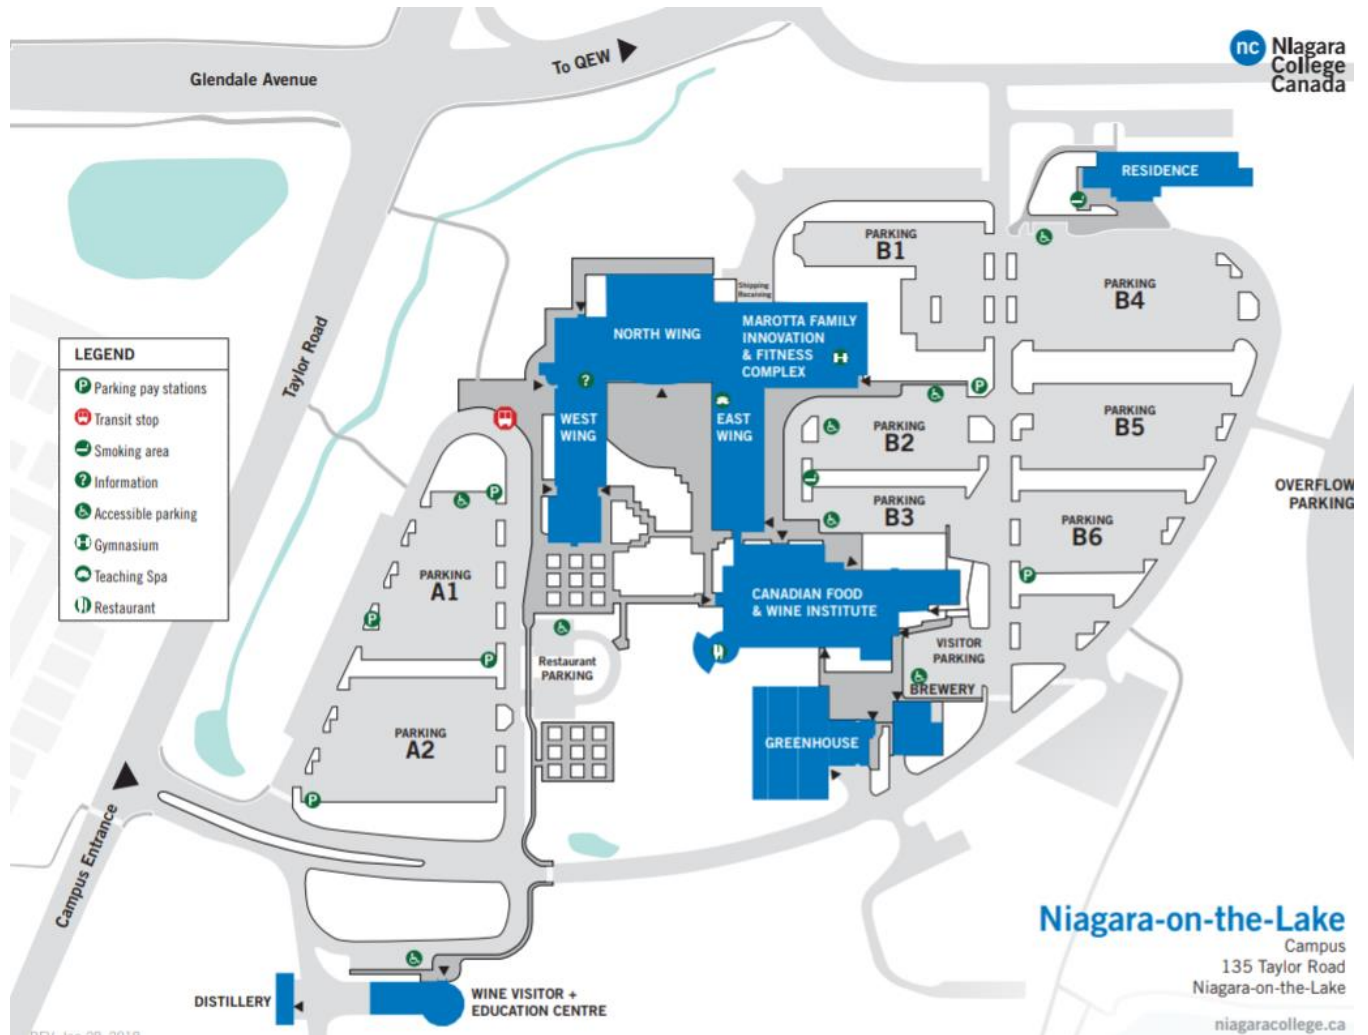 Glendale Avenue
To QEW
nc
NIagara
College
Canada
RESIDENCE
PARKING
B1
PARKING
B4
Shipping
Receiving
NORTH WING
MAROTTA FAMILY
INNOVATION
& FITNESS
COMPLEX
Taylor Road
LEGEND
P Parking pay stations
Transit stop
Smoking area
? Information
Accessible parking
H Gymnasium
Teaching Spa
Restaurant
?
H
P
WEST
WING
EAST
WING
PARKING
B2
PARKING
B5
OVERFLOW
PARKING
P
PARKING
B3
PARKING
B6
P
PARKING
A1
P
P
CANADIAN FOOD
& WINE INSTITUTE
VISITOR
PARKING
Restaurant
PARKING
BREWERY
PARKING
A2
GREENHOUSE
P
Campus Entrance
Niagara-on-the-Lake
Campus
135 Taylor Road
Niagara-on-the-Lake
niagaracollege.ca
DISTILLERY
WINE VISITOR +
EDUCATION CENTRE